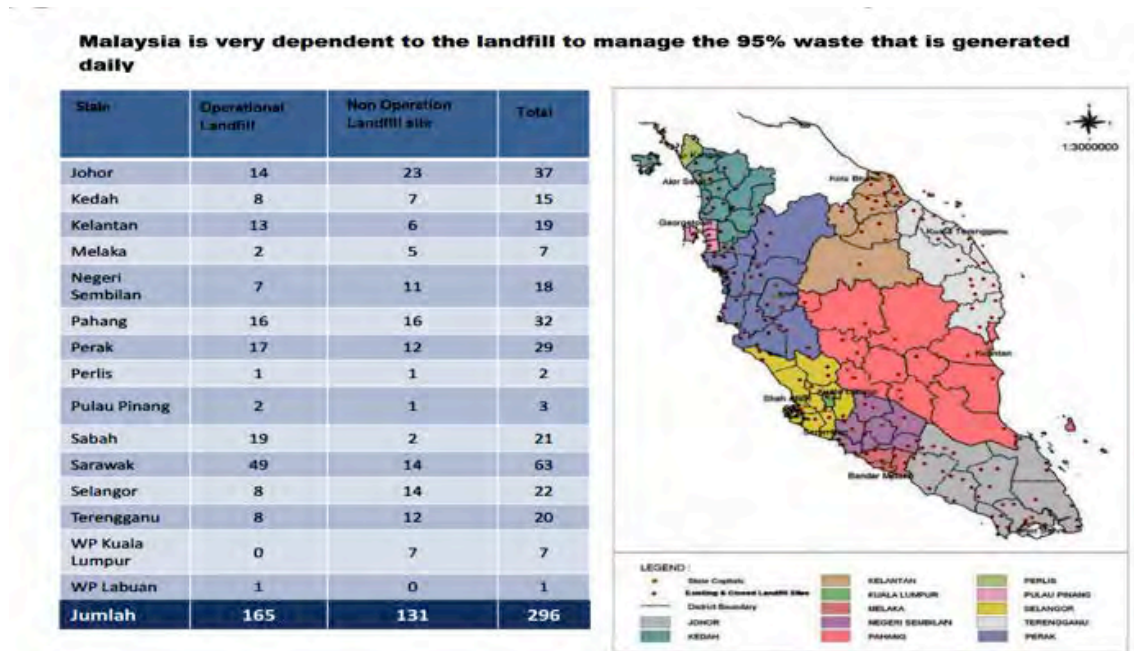 Malaysia is very dependent to the landfill to manage the 95% waste that is generated
daily
State Operational Landfill Non Operation Landfill site Total
Johor 14 23 37
Kedah 8 7 15
Kelantan 13 6 19
Melaka 2 5 7
Negeri Sembilan 7 11 18
Pahang 16 16 32
Perak 17 12 29
Perlis 1 1 2
Pulau Pinang 2 1 3
Sabah 19 2 21
Sarawak 49 14 63
Selangor 8 14 22
Terengganu 8 12 20
WP Kuala Lumpur 0 7 7
WP Labuan 1 0 1
Jumlah 165 131 296
1:3000000
Kuala Terengganu
Kuantan
Shah Alam
LEGEND :
State Capitals
Existing & Closed Landfill Sites
District Boundary
JOHOR
KEDAH
KELANTAN
KUALA LUMPUR
MELAKA
NEGERI SEMBILAN
PAHANG
PERLIS
PULAU PINANG
SELANGOR
TERENGGANU
PERAK